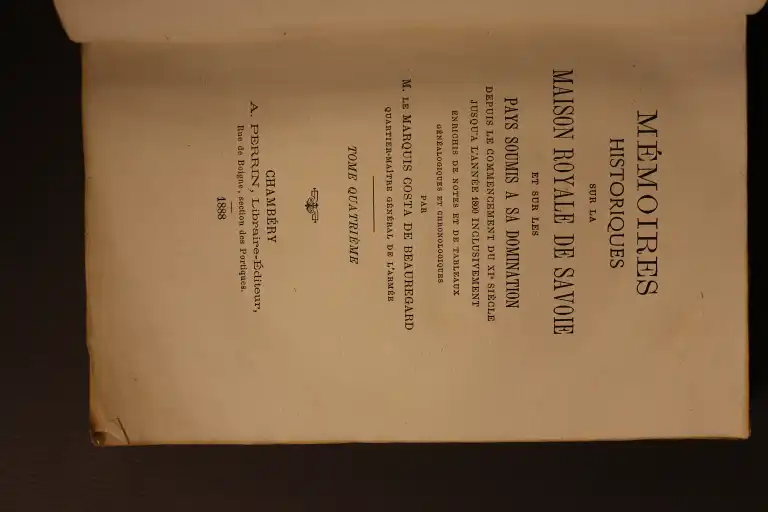 MÉMOIRES
HISTORIQUES
SUR LA
MAISON ROYALE DE SAVOIE
ET SUR LES
PAYS SOUMIS A SA DOMINATION
DEPUIS LE COMMENCEMENT DU XIe SIÈCLE
JUSQU'A L'ANNÉE 1800 INCLUSIVEMENT
ENRICHIS DE NOTES ET DE TABLEAUX
GÉNÉALOGIQUES ET CHRONOLOGIQUES
PAR
M. LE MARQUIS COSTA DE BEAUREGARD
QUARTIER-MAÎTRE GÉNÉRAL DE L'ARMÉE
TOME QUATRIÈME
CHAMBÉRY
A. PERRIN, Libraire-Éditeur,
Rue de Boigne, section des Portiques.
1888